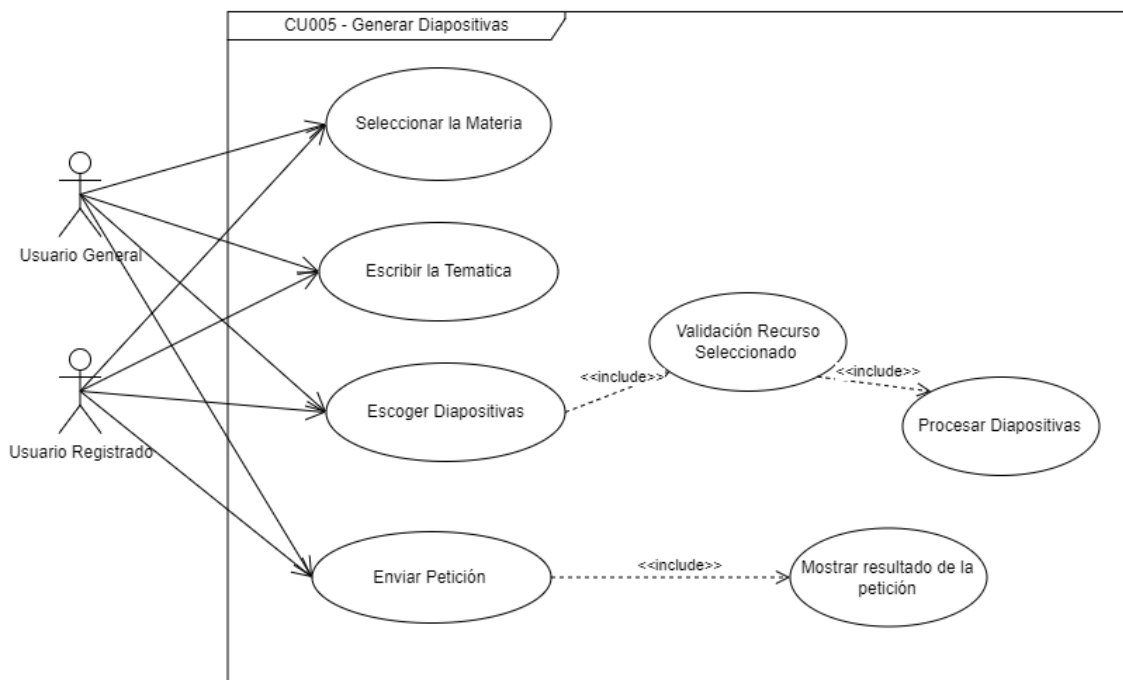 CU005 - Generar Diapositivas
Seleccionar la Materia
Usuario General
Escribir la Tematica
Validación Recurso
Seleccionado
<<include>>
<<include>>
Escoger Diapositivas
Procesar Diapositivas
Usuario Registrado
Enviar Petición
<<include>>
Mostrar resultado de la
petición